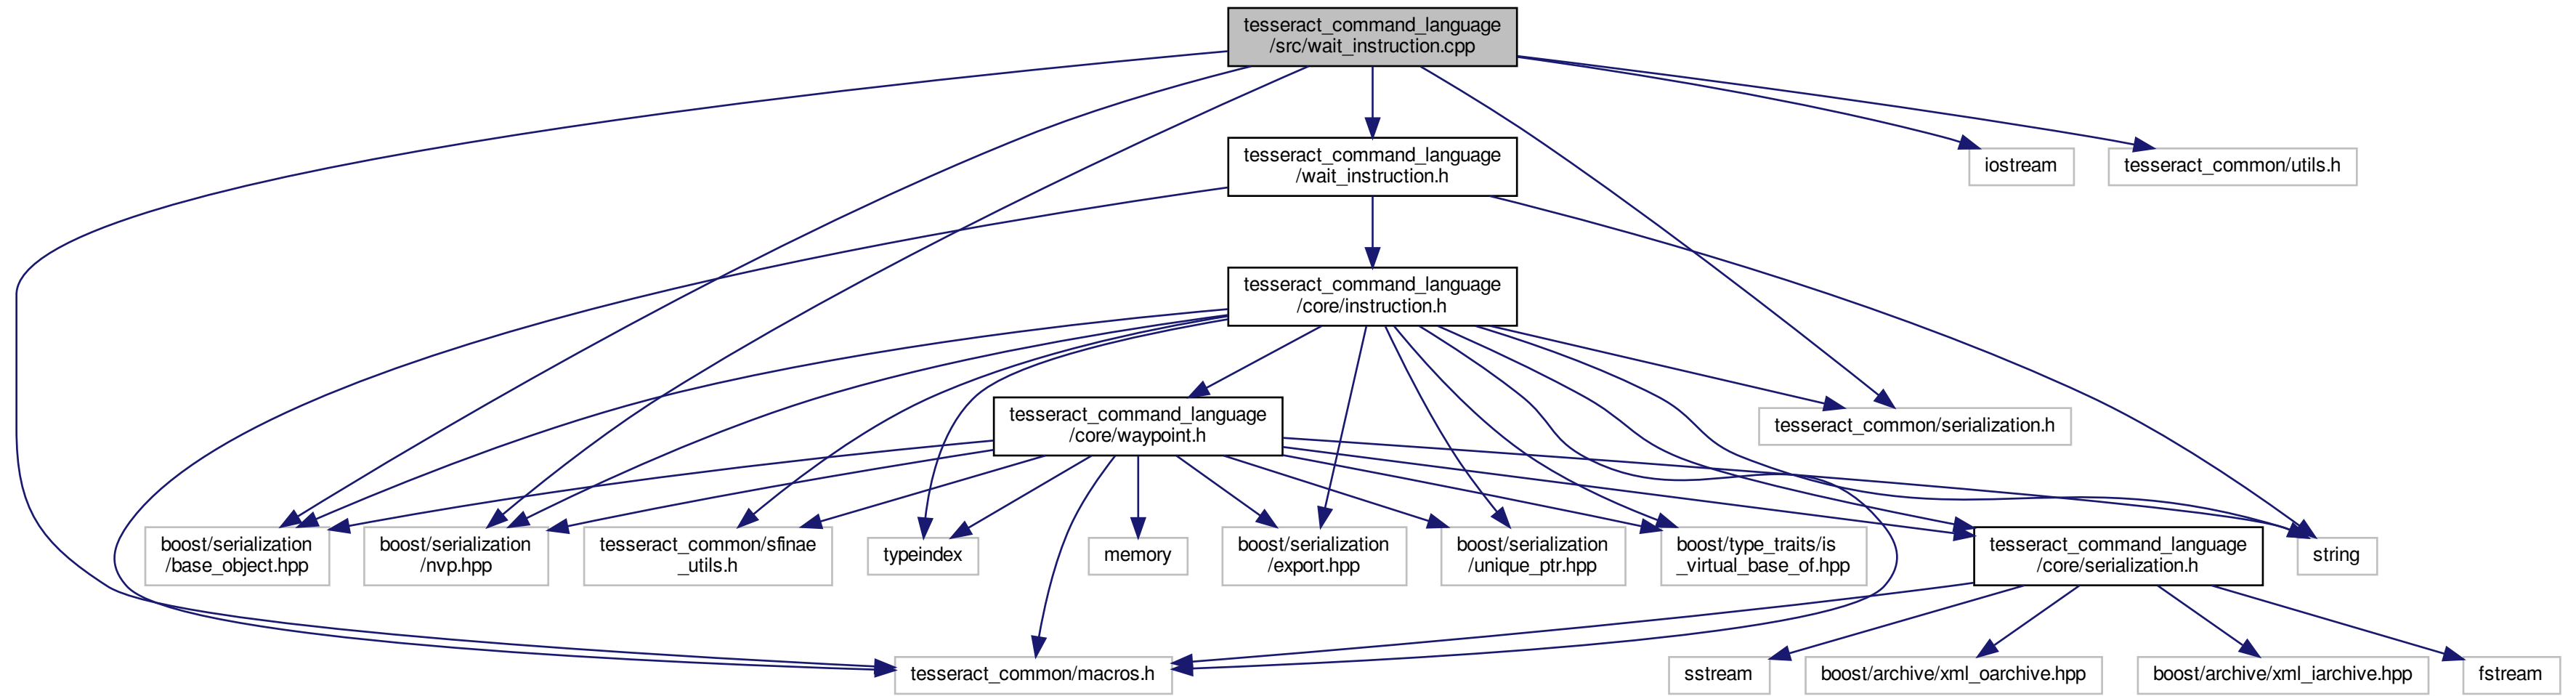 tesseract_command_language
/src/wait_instruction.cpp
tesseract_command_language
/wait_instruction.h
iostream
tesseract_common/utils.h
tesseract_command_language
/core/instruction.h
tesseract_command_language
/core/waypoint.h
tesseract_common/serialization.h
boost/serialization
/base_object.hpp
boost/serialization
/nvp.hpp
tesseract_common/sfinae
_utils.h
typeindex
memory
boost/serialization
/export.hpp
boost/serialization
/unique_ptr.hpp
boost/type_traits/is
_virtual_base_of.hpp
tesseract_command_language
/core/serialization.h
string
tesseract_common/macros.h
sstream
boost/archive/xml_oarchive.hpp
boost/archive/xml_iarchive.hpp
fstream